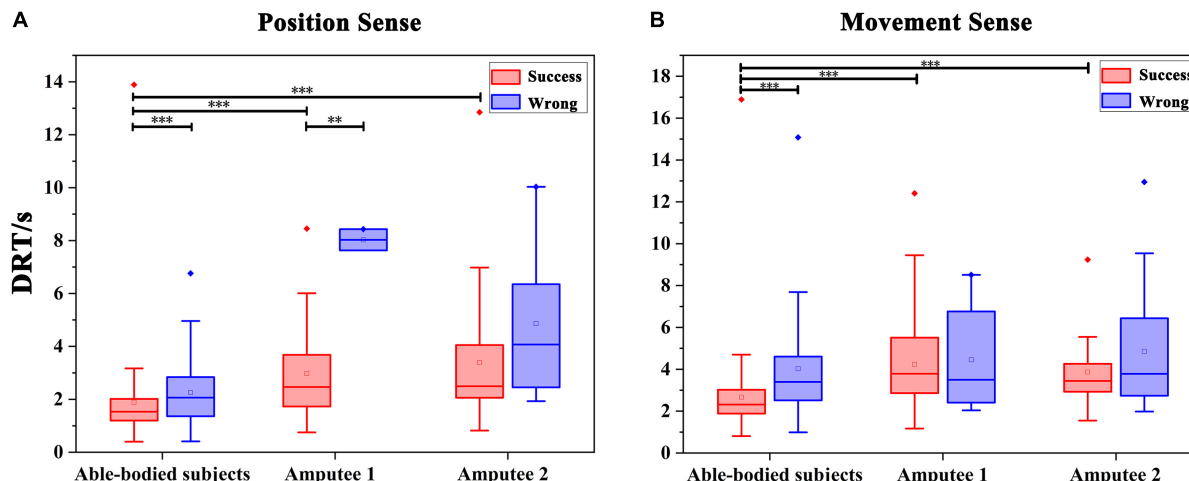 A
Position Sense
DRT/s
14
12
10
8
6
4
2
0
Success
Wrong
***
***
***
**
Able-bodied subjects
Amputee 1
Amputee 2
B
Movement Sense
18
16
14
12
10
8
6
4
2
0
Success
Wrong
***
***
***
Able-bodied subjects
Amputee 1
Amputee 2